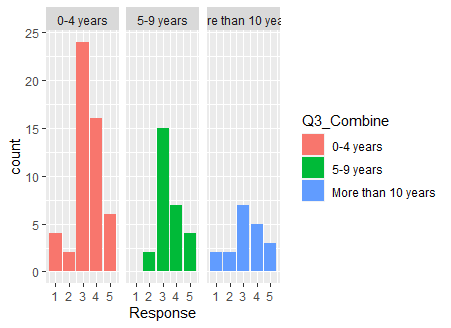 0-4 years
5-9 years
re than 10 yea
25
20
15
10
5
0
count
1 2 3 4 5
1 2 3 4 5
1 2 3 4 5
Response
Q3_Combine
0-4 years
5-9 years
More than 10 years